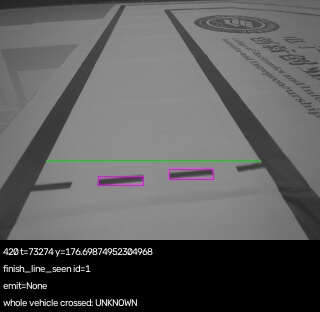 420 t=73274 y=176.69874952304968
finish_line_seen id=1
emit=None
whole vehicle crossed: UNKNOWN